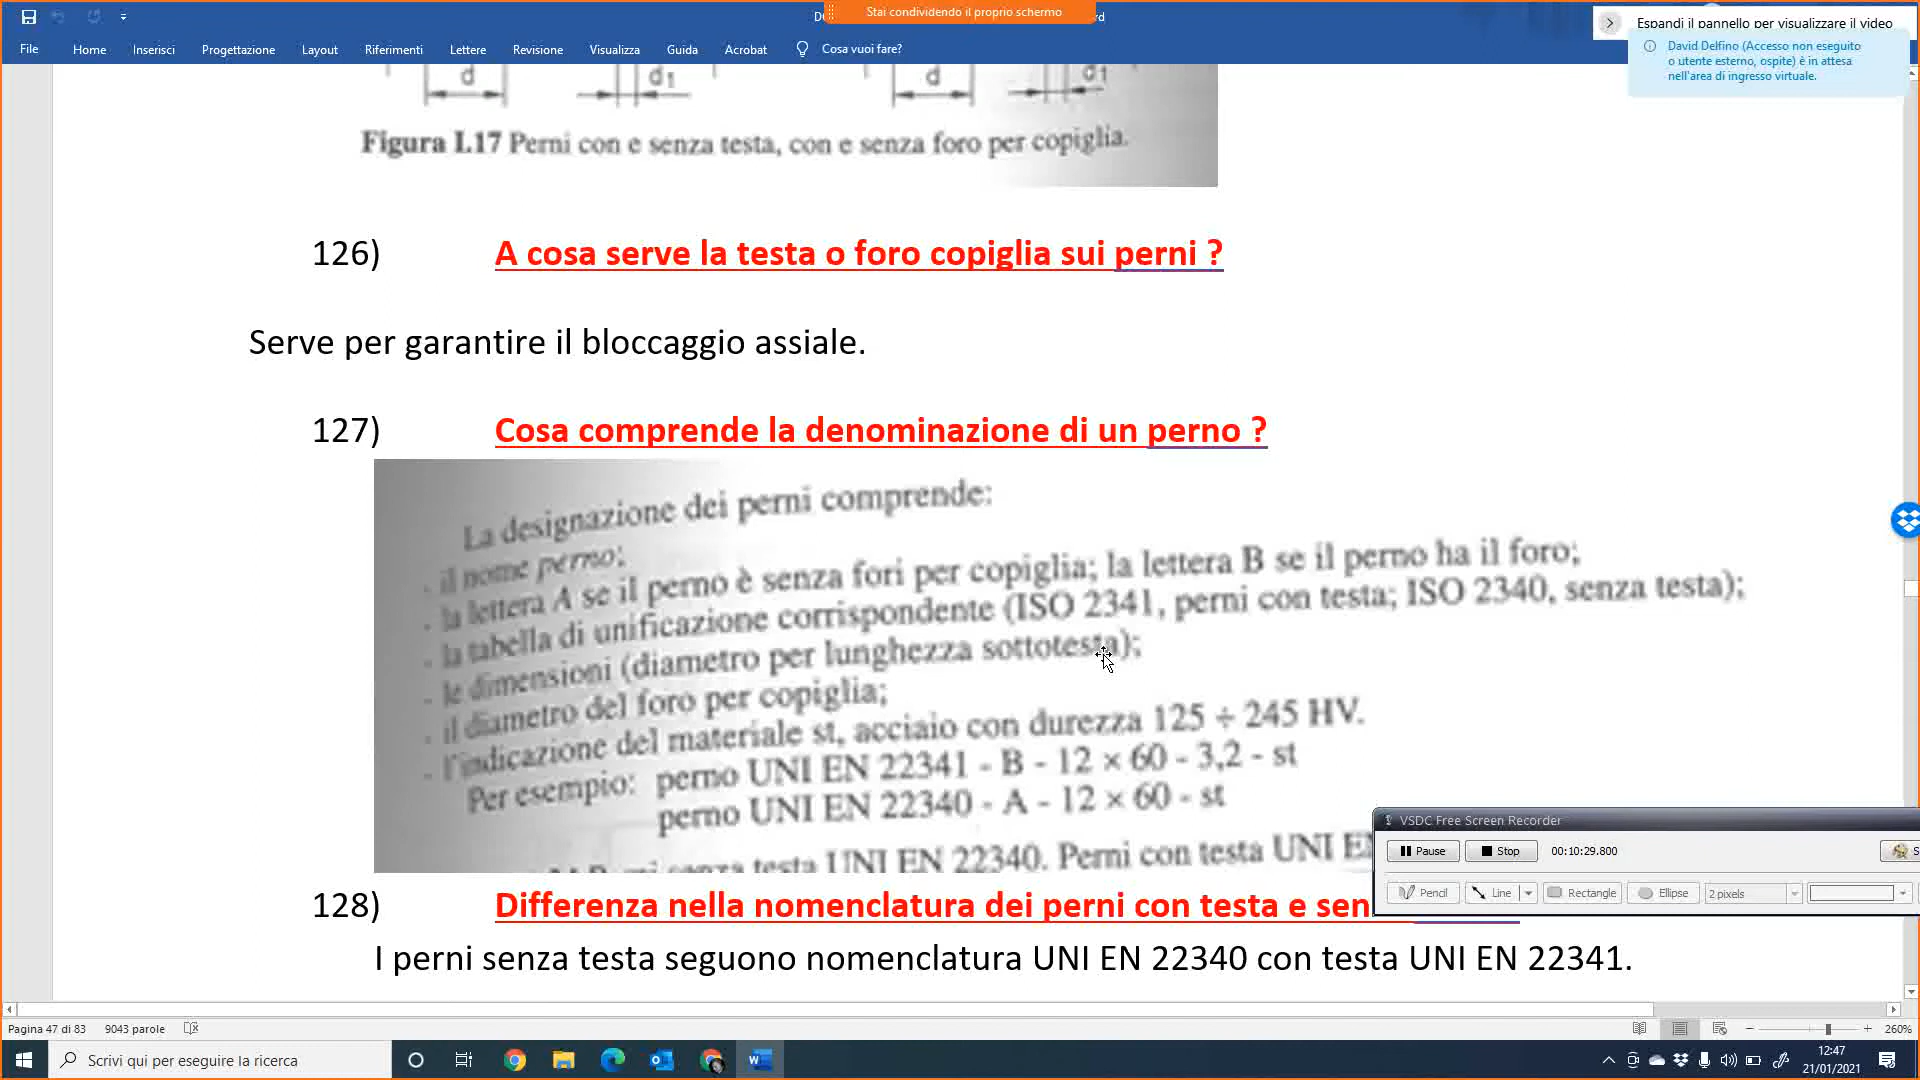 Stai condividendo il proprio schermo
Espandi il pannello per visualizzare il video
David Delfino (Accesso non eseguito
o utente esterno, ospite) è in attesa
nell'area di ingresso virtuale.
File Home Inserisci Progettazione Layout Riferimenti Lettere Revisione Visualizza Guida Acrobat Cosa vuoi fare?
d d1 d d1
Figura I.17 Perni con e senza testa, con e senza foro per copiglia.
126) A cosa serve la testa o foro copiglia sui perni ?
Serve per garantire il bloccaggio assiale.
127) Cosa comprende la denominazione di un perno ?
La designazione dei perni comprende:
- il nome perno;
- la lettera A se il perno è senza fori per copiglia; la lettera B se il perno ha il foro;
- la tabella di unificazione corrispondente (ISO 2341, perni con testa; ISO 2340, senza testa);
- le dimensioni (diametro per lunghezza sottotesta);
- il diametro del foro per copiglia;
- l'indicazione del materiale st, acciaio con durezza 125 ÷ 245 HV.
Per esempio: perno UNI EN 22341 - B - 12 × 60 - 3,2 - st
perno UNI EN 22340 - A - 12 × 60 - st
senza testa UNI EN 22340. Perni con testa UNI
128) Differenza nella nomenclatura dei perni con testa e sen
I perni senza testa seguono nomenclatura UNI EN 22340 con testa UNI EN 22341.
VSDC Free Screen Recorder
Pause Stop 00:10:29.800
Pencil Line Rectangle Ellipse 2 pixels
Pagina 47 di 83 9043 parole 260%
Scrivi qui per eseguire la ricerca
12:47
21/01/2021